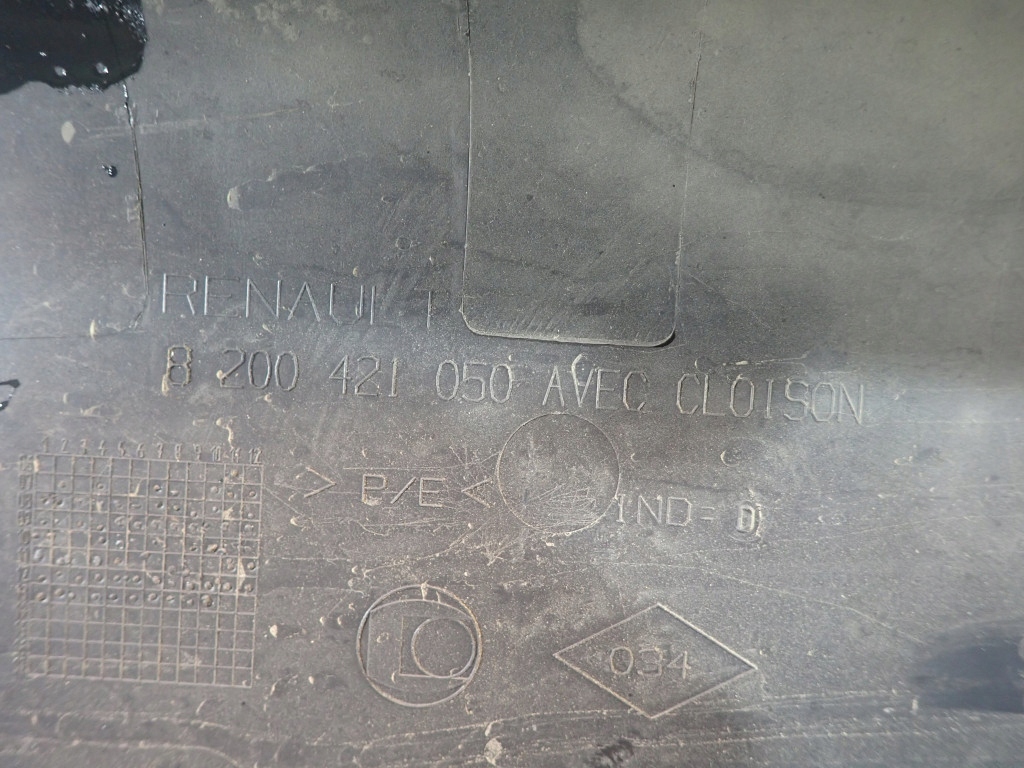 RENAULT
8 200 421 050 AVEC CLOISON
1 2 3 4 5 6 7 8 9 10 11 12
>P/E< IND= D
034